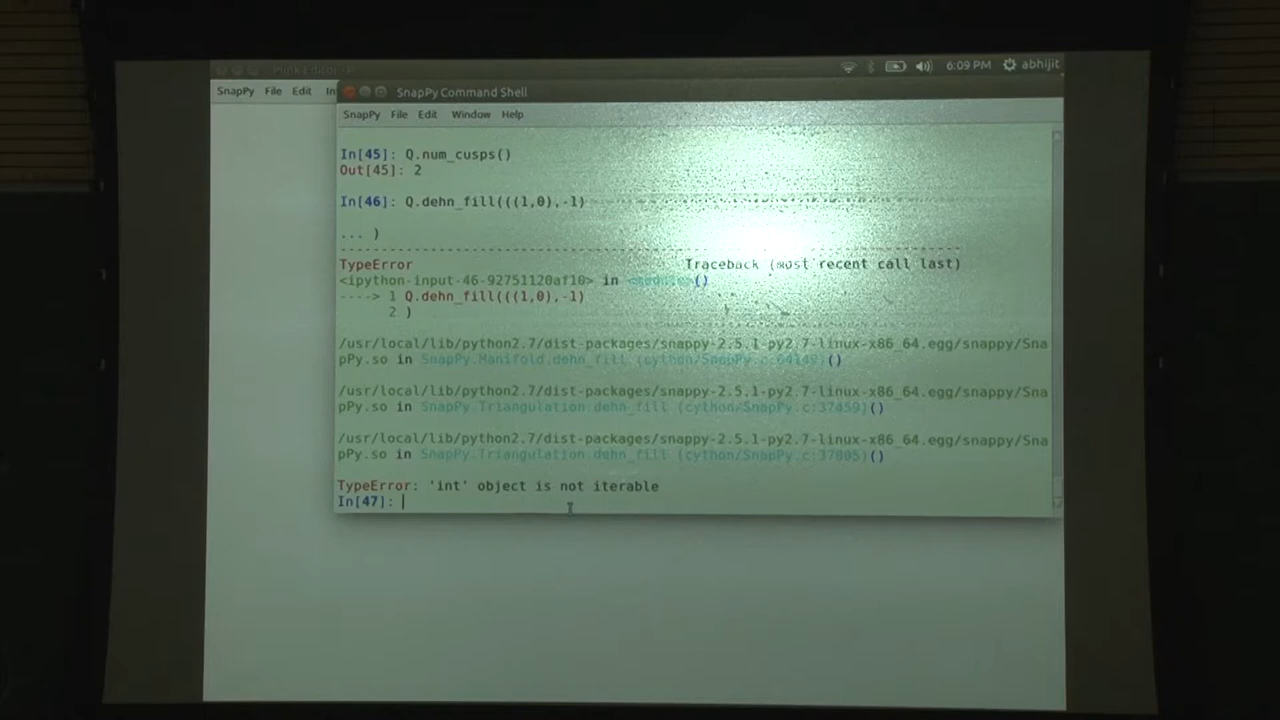 6:09 PM abhijit
SnapPy File Edit In
SnapPy Command Shell
SnapPy File Edit Window Help
In[45]: Q.num_cusps()
Out[45]: 2
In[46]: Q.dehn_fill(((1,0),-1)
... )
TypeError Traceback (most recent call last)
<ipython-input-46-92751120af10> in <module>()
----> 1 Q.dehn_fill(((1,0),-1)
2 )
/usr/local/lib/python2.7/dist-packages/snappy-2.5.1-py2.7-linux-x86_64.egg/snappy/Sna
pPy.so in SnapPy.Manifold.dehn_fill (cython/SnapPy.c: ()
/usr/local/lib/python2.7/dist-packages/snappy-2.5.1-py2.7-linux-x86_64.egg/snappy/Sna
pPy.so in SnapPy.Triangulation.dehn_fill (cython/SnapPy.c:37459)()
/usr/local/lib/python2.7/dist-packages/snappy-2.5.1-py2.7-linux-x86_64.egg/snappy/Sna
pPy.so in SnapPy.Triangulation.dehn_fill (cython/SnapPy.c:37005)()
TypeError: 'int' object is not iterable
In[47]: